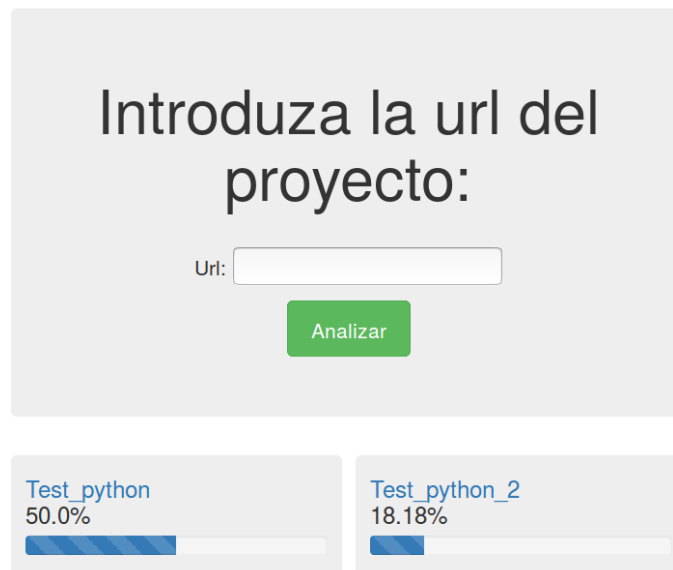 Introduza la url del
proyecto:
Url:
Analizar
Test_python
50.0%
Test_python_2
18.18%